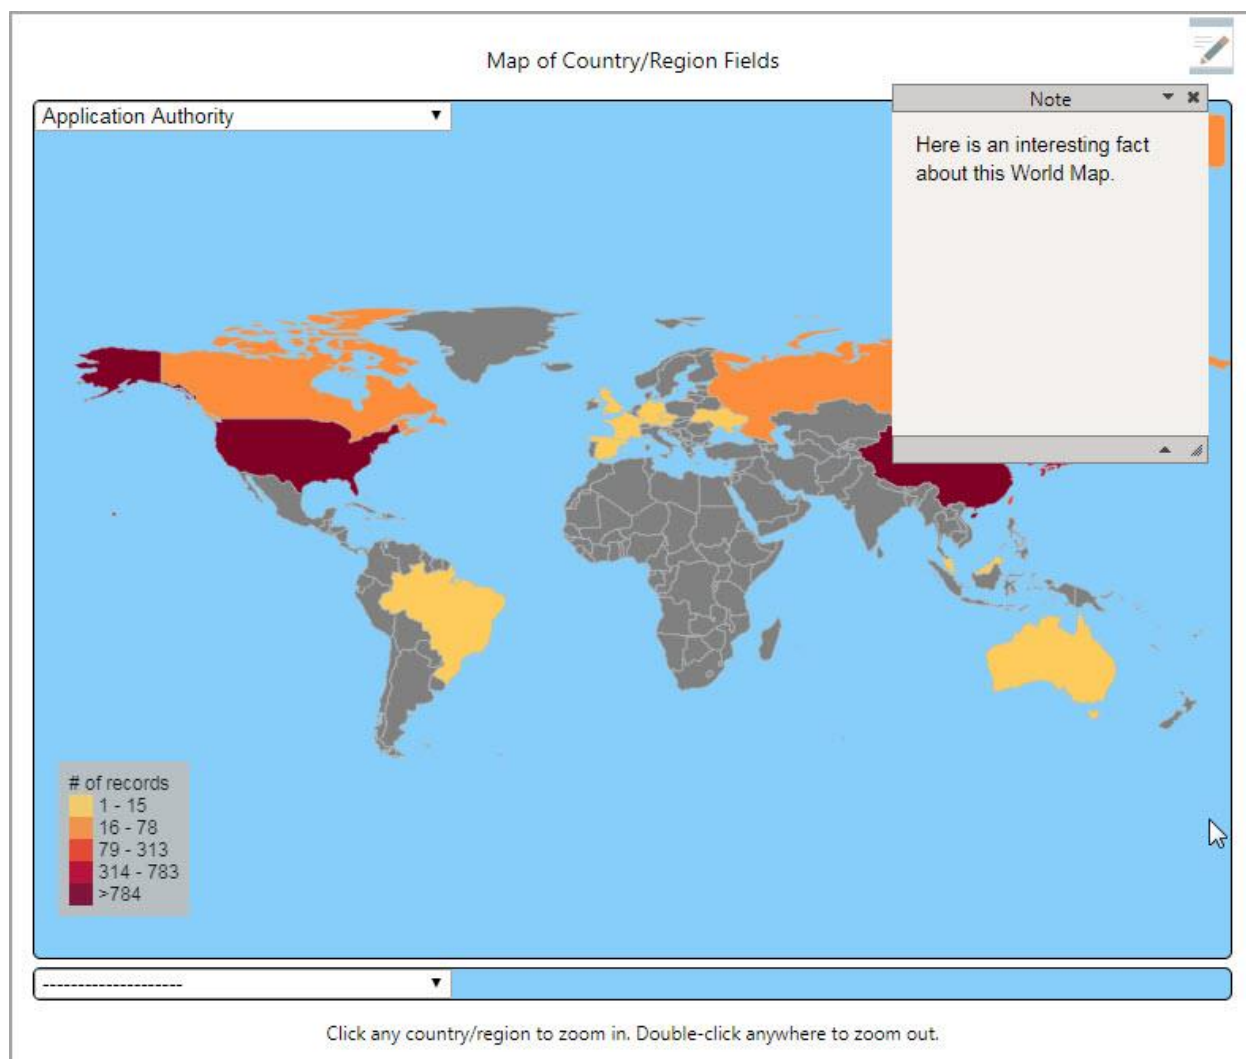 Map of Country/Region Fields
Application Authority
Note
Here is an interesting fact
about this World Map.
# of records
1 - 15
16 - 78
79 - 313
314 - 783
>784
--------------------
Click any country/region to zoom in. Double-click anywhere to zoom out.